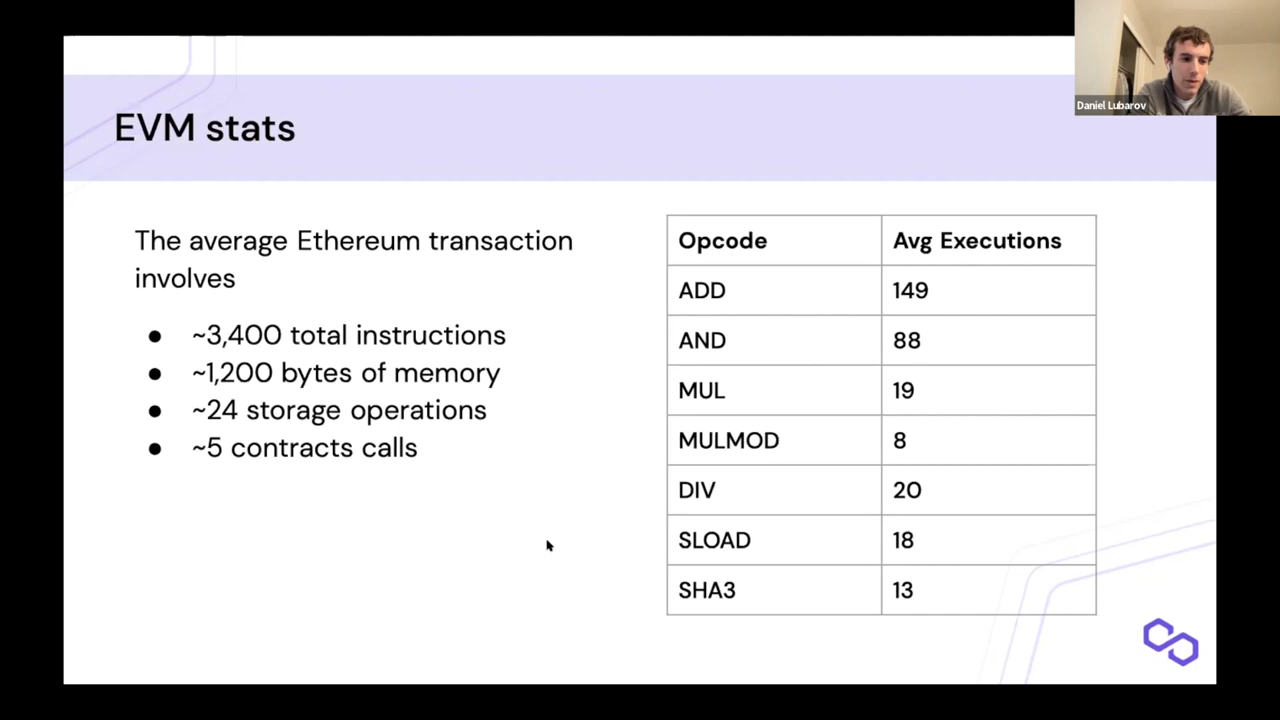 Daniel Lubarov
EVM stats
The average Ethereum transaction
involves
● ~3,400 total instructions
● ~1,200 bytes of memory
● ~24 storage operations
● ~5 contracts calls
Opcode Avg Executions
ADD 149
AND 88
MUL 19
MULMOD 8
DIV 20
SLOAD 18
SHA3 13